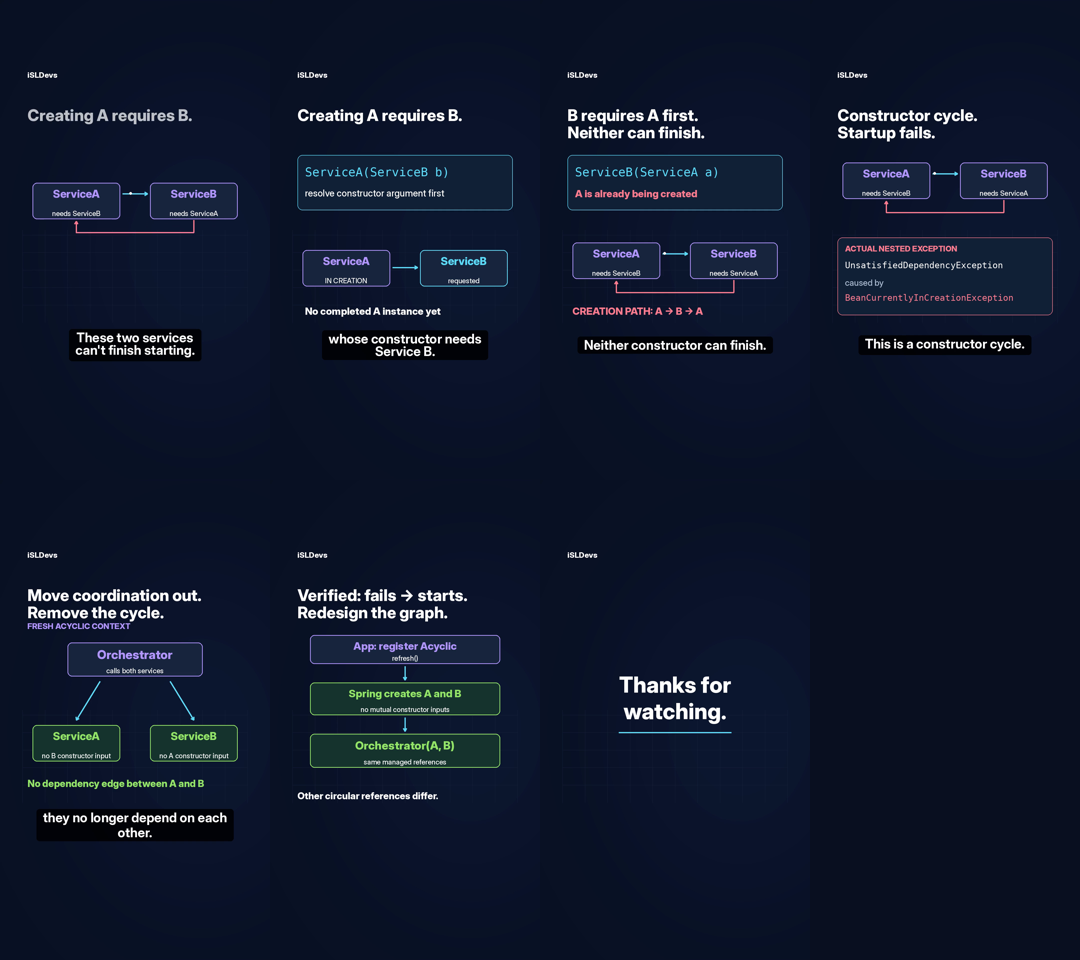 iSLDevs
Creating A requires B.
ServiceA
needs ServiceB
ServiceB
needs ServiceA
These two services
can't finish starting.
iSLDevs
Creating A requires B.
ServiceA(ServiceB b)
resolve constructor argument first
ServiceA
IN CREATION
ServiceB
requested
No completed A instance yet
whose constructor needs
Service B.
iSLDevs
B requires A first.
Neither can finish.
ServiceB(ServiceA a)
A is already being created
ServiceA
needs ServiceB
ServiceB
needs ServiceA
CREATION PATH: A → B → A
Neither constructor can finish.
iSLDevs
Constructor cycle.
Startup fails.
ServiceA
needs ServiceB
ServiceB
needs ServiceA
ACTUAL NESTED EXCEPTION
UnsatisfiedDependencyException
caused by
BeanCurrentlyInCreationException
This is a constructor cycle.
iSLDevs
Move coordination out.
Remove the cycle.
FRESH ACYCLIC CONTEXT
Orchestrator
calls both services
ServiceA
no B constructor input
ServiceB
no A constructor input
No dependency edge between A and B
they no longer depend on each
other.
iSLDevs
Verified: fails → starts.
Redesign the graph.
App: register Acyclic
refresh()
Spring creates A and B
no mutual constructor inputs
Orchestrator(A, B)
same managed references
Other circular references differ.
iSLDevs
Thanks for
watching.